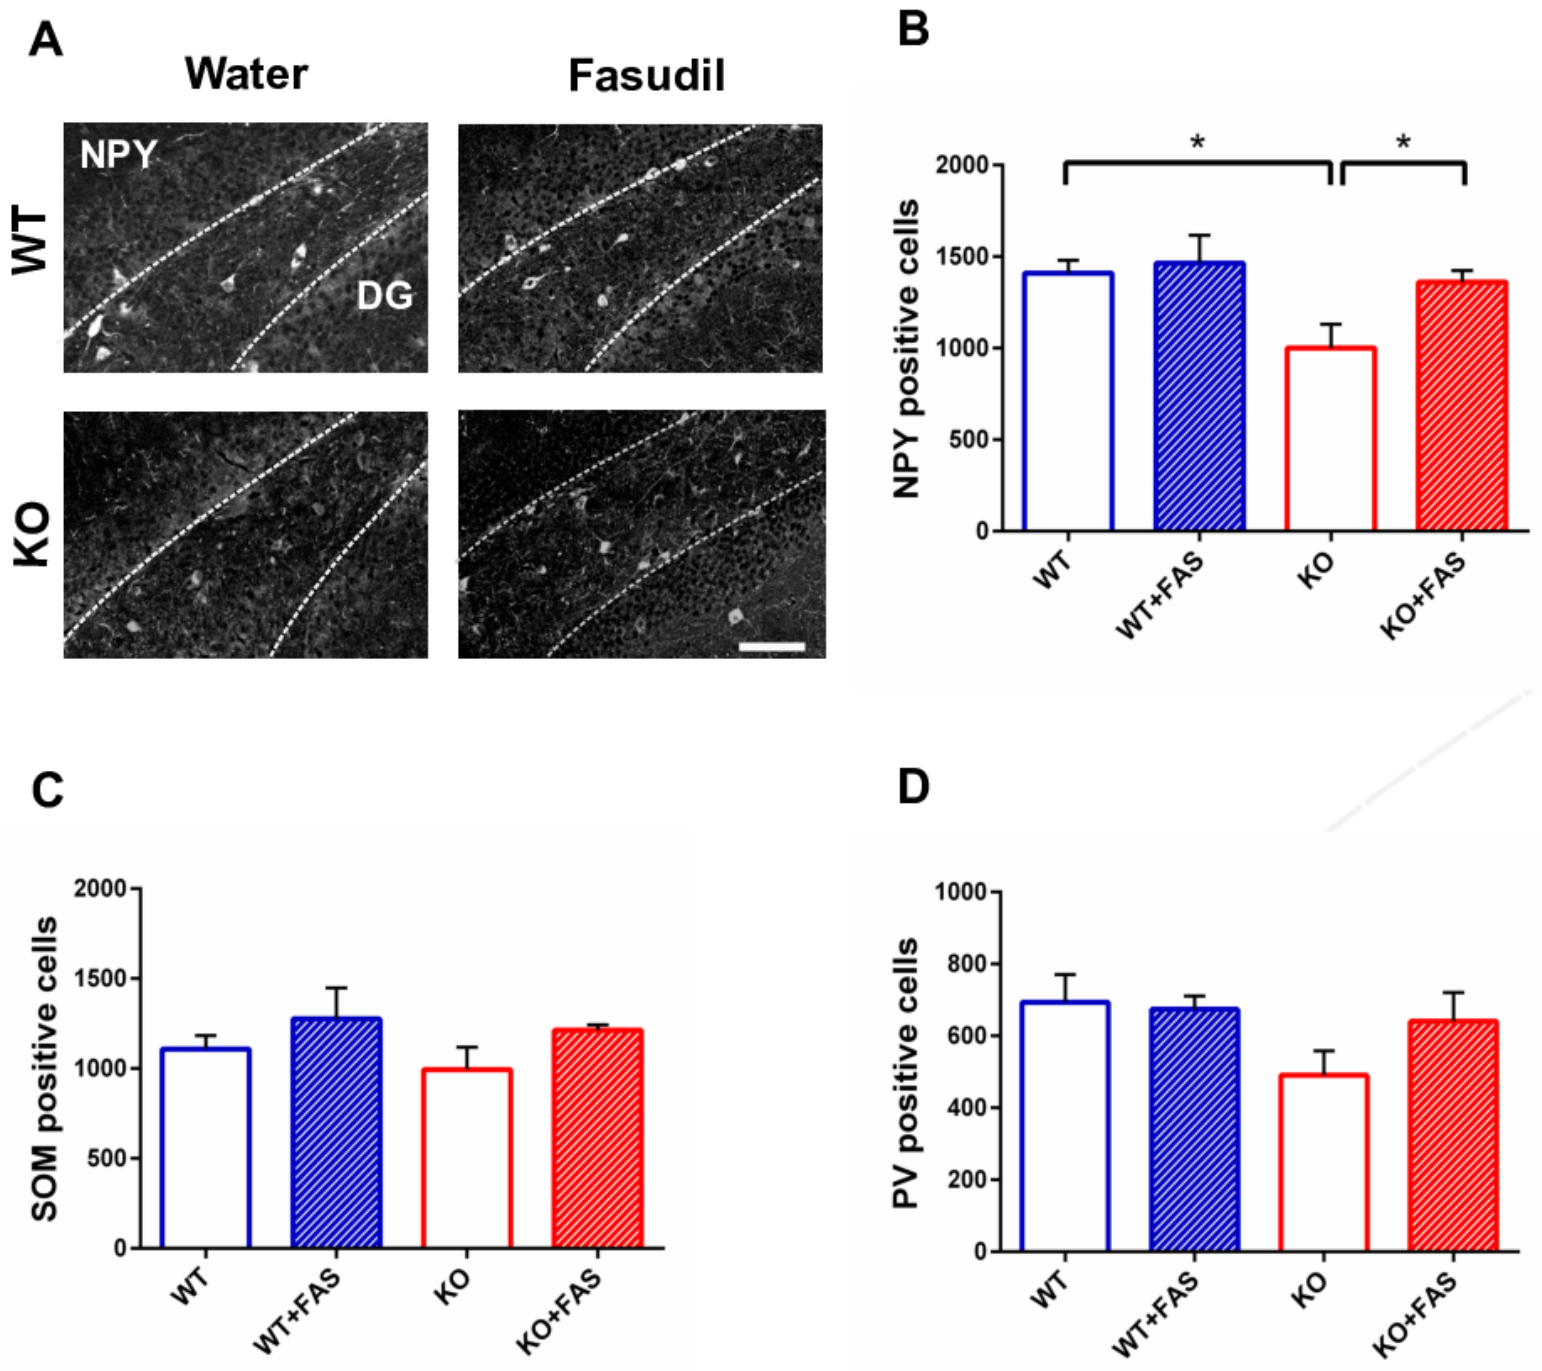 A
Water
Fasudil
WT
NPY
DG
KO
B
*
*
NPY positive cells
2000
1500
1000
500
0
WT
WT+FAS
KO
KO+FAS
C
SOM positive cells
2000
1500
1000
500
0
WT
WT+FAS
KO
KO+FAS
D
PV positive cells
1000
800
600
400
200
0
WT
WT+FAS
KO
KO+FAS